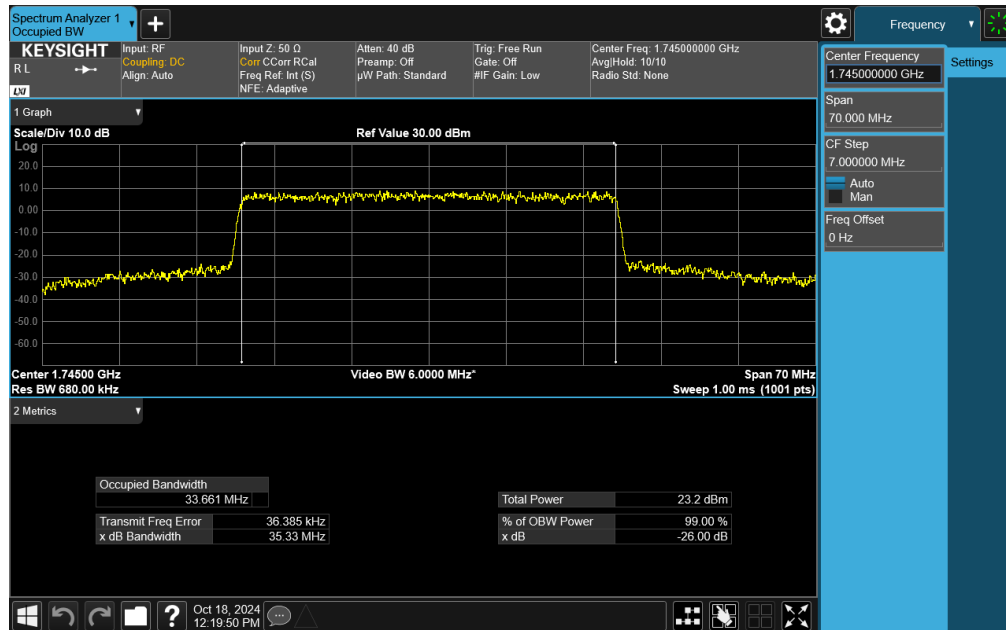 Spectrum Analyzer 1
Occupied BW
Frequency
KEYSIGHT
R L
LXI
Input: RF
Coupling: DC
Align: Auto
Input Z: 50 Ω
Corr CCorr RCal
Freq Ref: Int (S)
NFE: Adaptive
Atten: 40 dB
Preamp: Off
µW Path: Standard
Trig: Free Run
Gate: Off
#IF Gain: Low
Center Freq: 1.745000000 GHz
Avg|Hold: 10/10
Radio Std: None
Center Frequency
1.745000000 GHz
Settings
Span
70.000 MHz
CF Step
7.000000 MHz
Auto
Man
Freq Offset
0 Hz
1 Graph
Scale/Div 10.0 dB
Ref Value 30.00 dBm
Log
20.0
10.0
0.00
-10.0
-20.0
-30.0
-40.0
-50.0
-60.0
Center 1.74500 GHz
Video BW 6.0000 MHz*
Span 70 MHz
Res BW 680.00 kHz
Sweep 1.00 ms (1001 pts)
2 Metrics
Occupied Bandwidth
33.661 MHz
Total Power 23.2 dBm
Transmit Freq Error 36.385 kHz
% of OBW Power 99.00 %
x dB Bandwidth 35.33 MHz
x dB -26.00 dB
?
Oct 18, 2024
12:19:50 PM